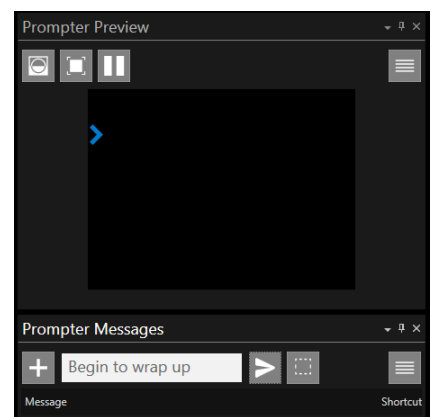 Prompter Preview
Prompter Messages
Begin to wrap up
Message Shortcut